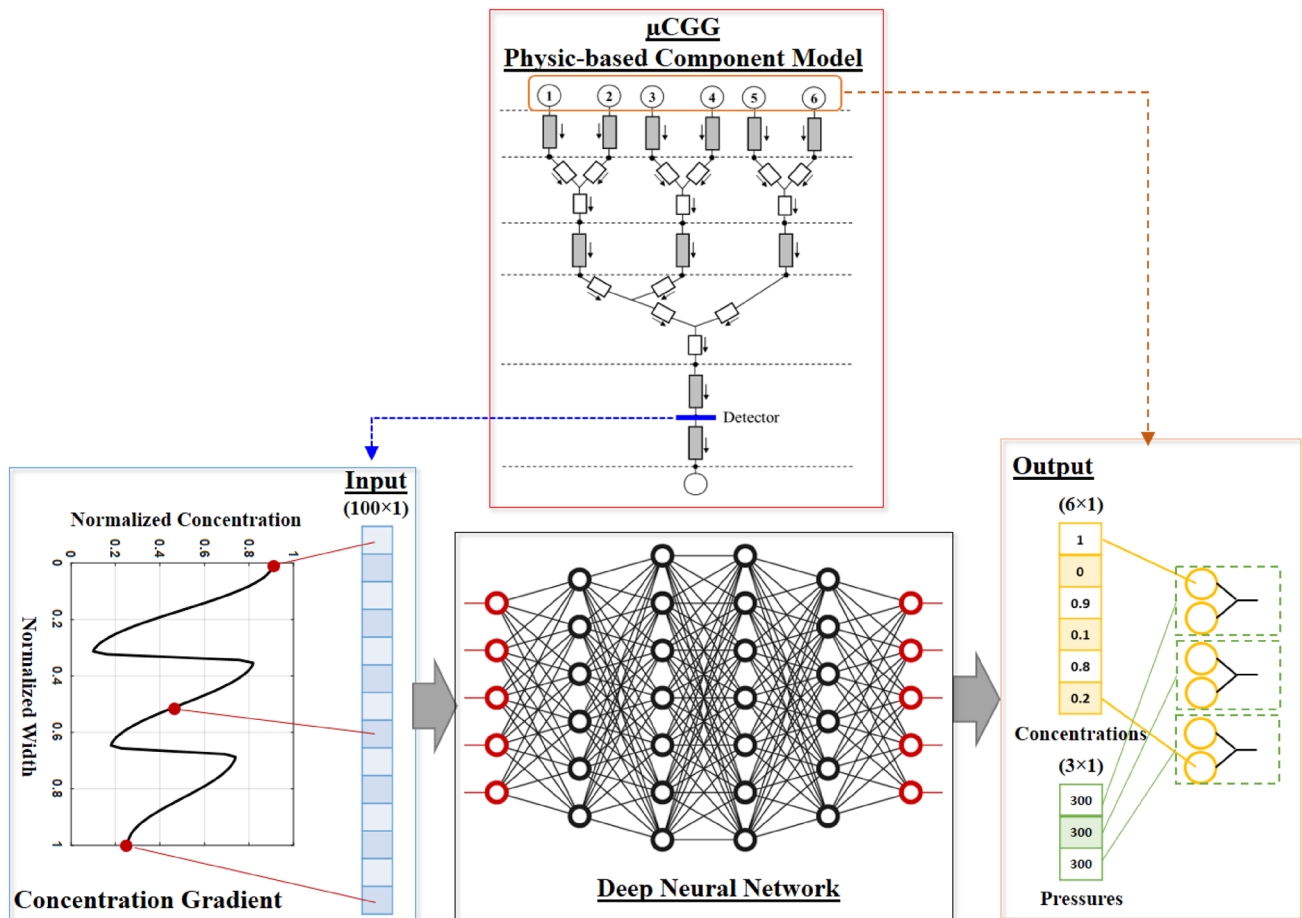 μCGG
Physic-based Component Model
1 2 3 4 5 6
Detector
Input
(100×1)
Normalized Concentration
0 0.2 0.4 0.6 0.8 1
0
0.2
0.4
0.6
0.8
1
Normalized Width
Concentration Gradient
Deep Neural Network
Output
(6×1)
1
0
0.9
0.1
0.8
0.2
Concentrations
(3×1)
300
300
300
Pressures